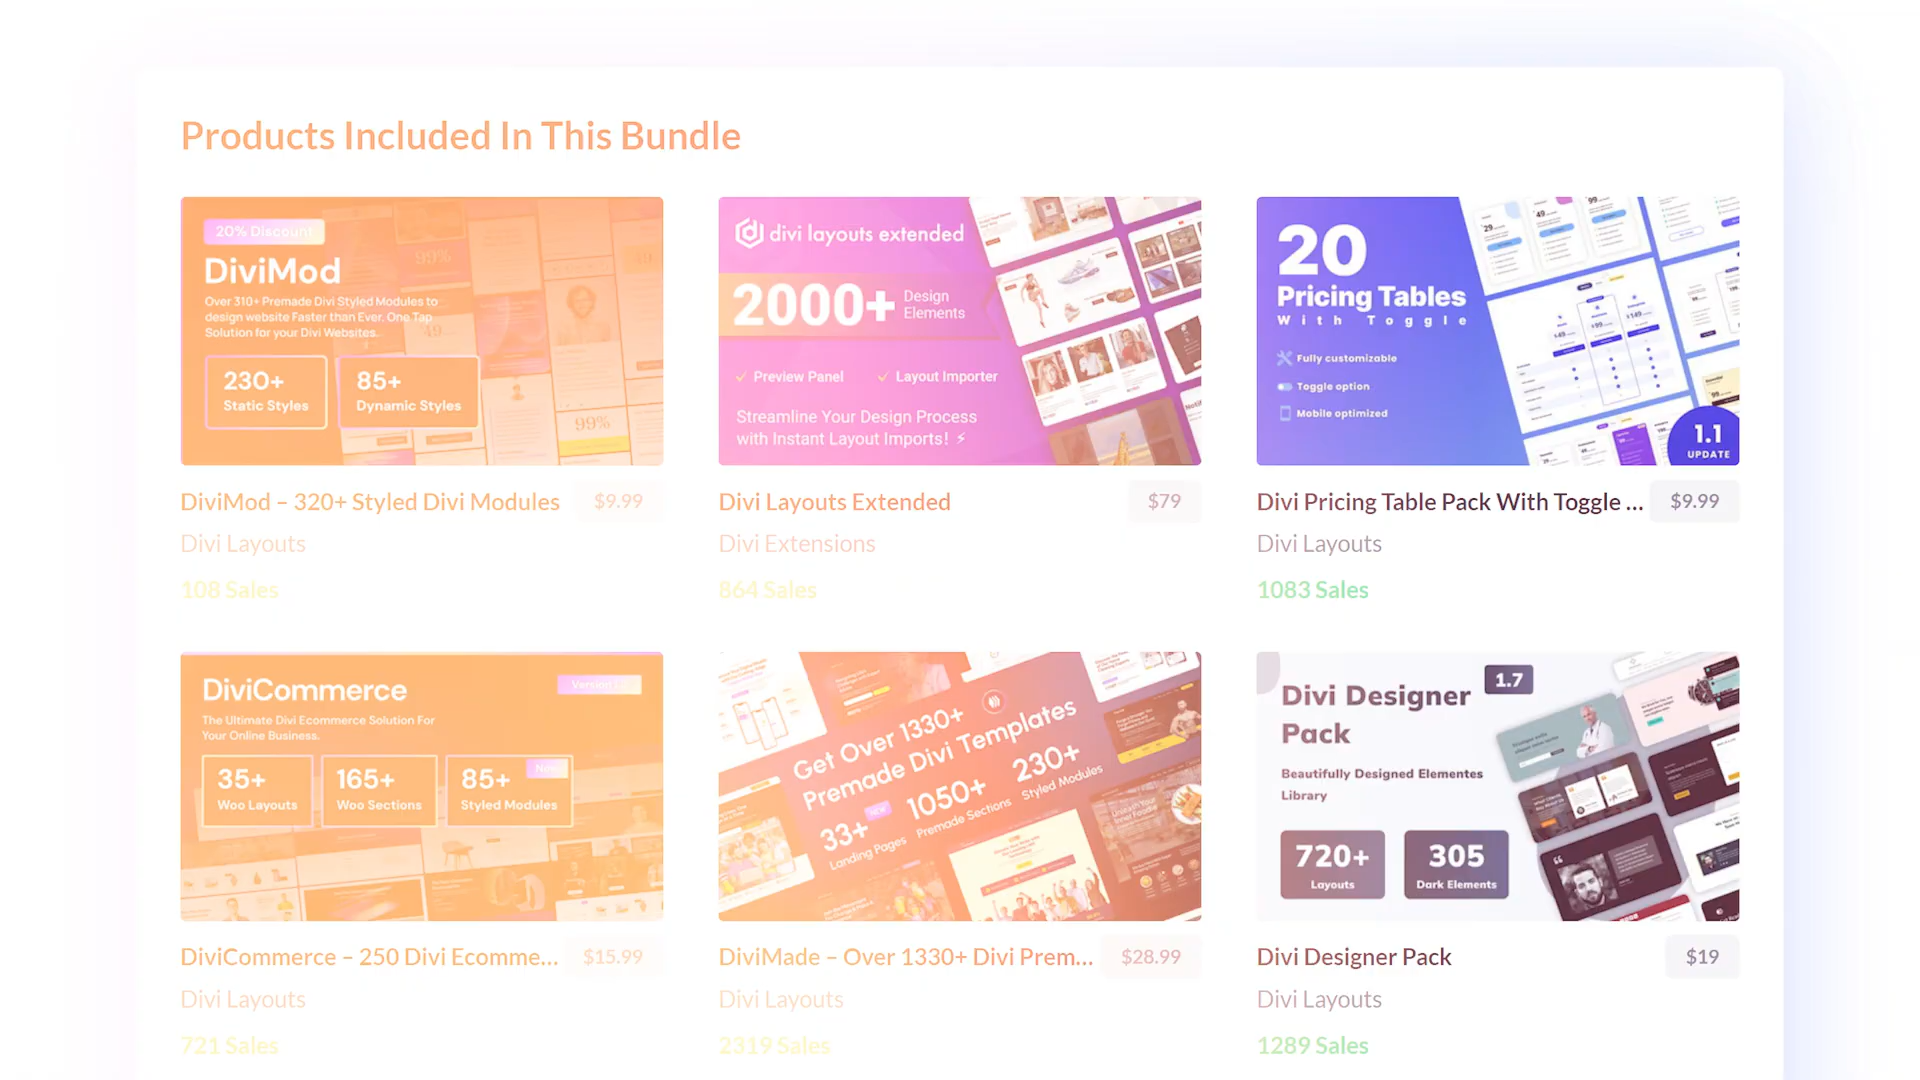 Products Included In This Bundle
20% Discount
DiviMod
Over 310+ Premade Divi Styled Modules to
design website Faster than Ever. One Tap
Solution for your Divi Websites.
230+
Static Styles
85+
Dynamic Styles
99%
49
99%
DiviMod – 320+ Styled Divi Modules
$9.99
Divi Layouts
108 Sales
divi layouts extended
2000+
Design
Elements
Preview Panel
Layout Importer
Streamline Your Design Process
with Instant Layout Imports! ⚡
Divi Layouts Extended
$79
Divi Extensions
864 Sales
20
Pricing Tables
With Toggle
Fully customizable
Toggle option
Mobile optimized
1.1
UPDATE
Divi Pricing Table Pack With Toggle ...
$9.99
Divi Layouts
1083 Sales
DiviCommerce
The Ultimate Divi Ecommerce Solution For
Your Online Business.
35+
Woo Layouts
165+
Woo Sections
85+
New
Styled Modules
DiviCommerce – 250 Divi Ecomme...
$15.99
Divi Layouts
721 Sales
Get Over 1330+
Premade Divi Templates
33+
NEW
Landing Pages
1050+
Premade Sections
230+
Styled Modules
DiviMade – Over 1330+ Divi Prem...
$28.99
Divi Layouts
2319 Sales
Divi Designer
Pack
1.7
Beautifully Designed Elementes
Library
720+
Layouts
305
Dark Elements
Divi Designer Pack
$19
Divi Layouts
1289 Sales